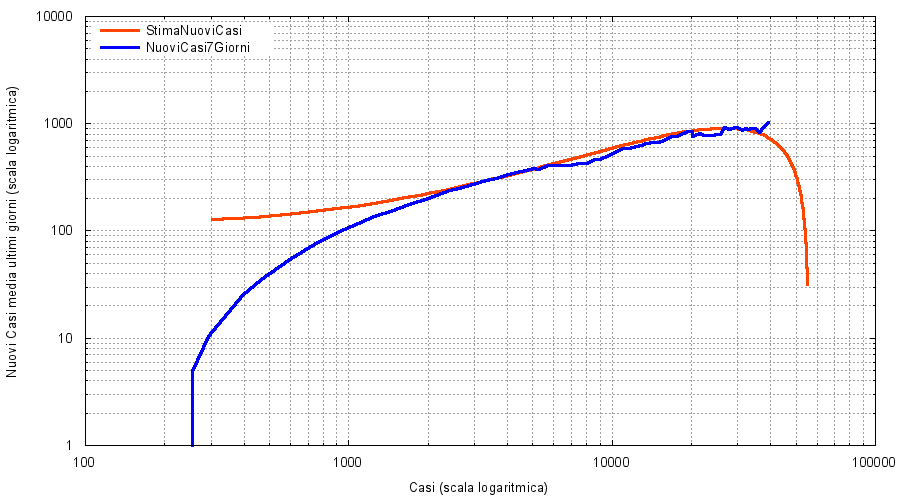 10000
StimaNuoviCasi
NuoviCasi7Giorni
1000
100
10
1
100
1000
10000
100000
Nuovi Casi media ultimi giorni (scala logaritmica)
Casi (scala logaritmica)